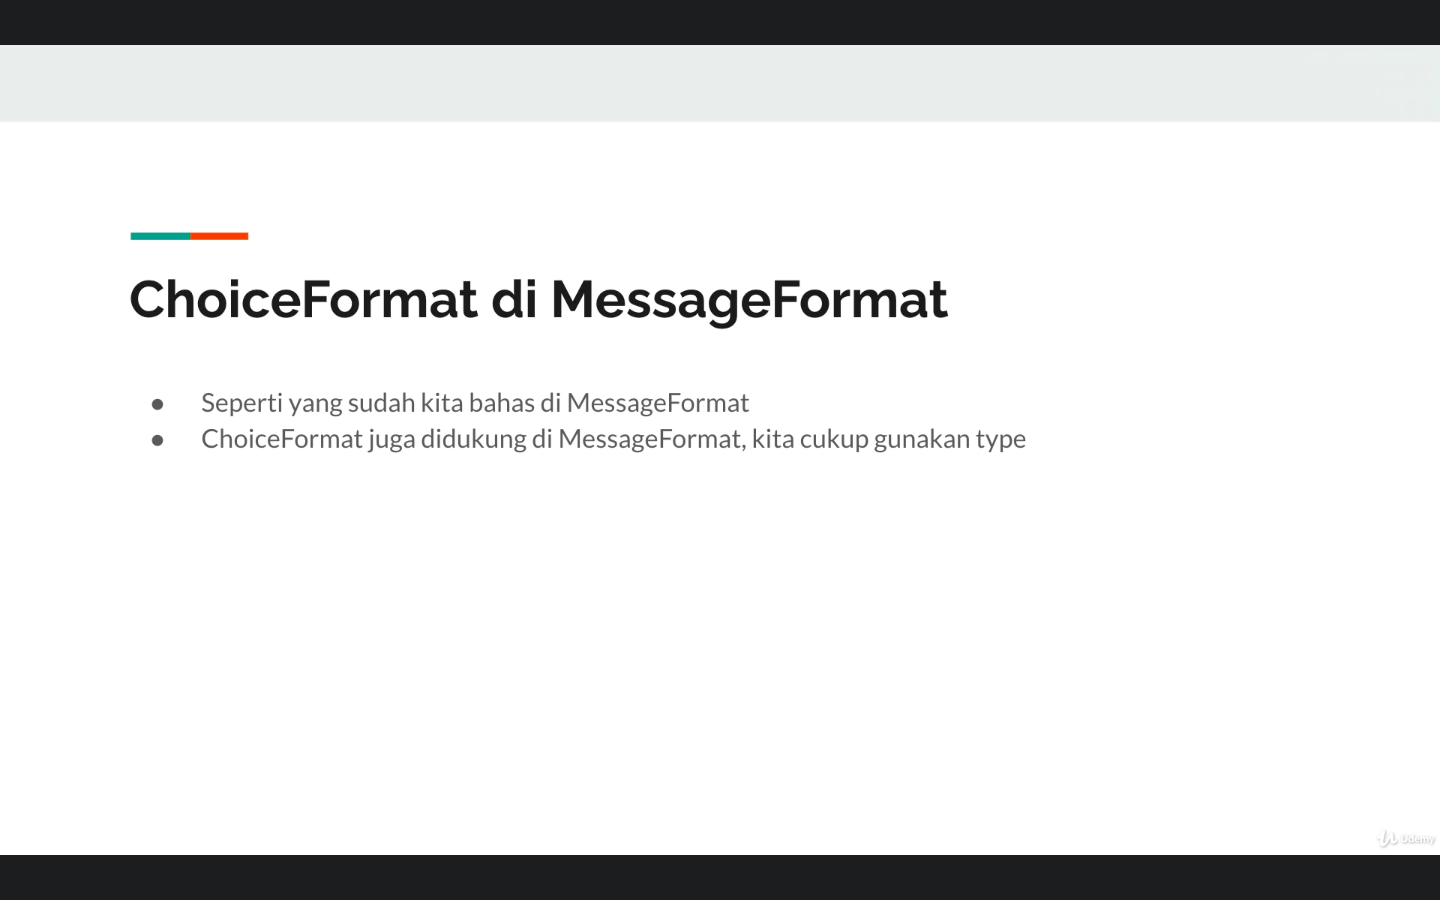 ChoiceFormat di MessageFormat
● Seperti yang sudah kita bahas di MessageFormat
● ChoiceFormat juga didukung di MessageFormat, kita cukup gunakan type
Udemy